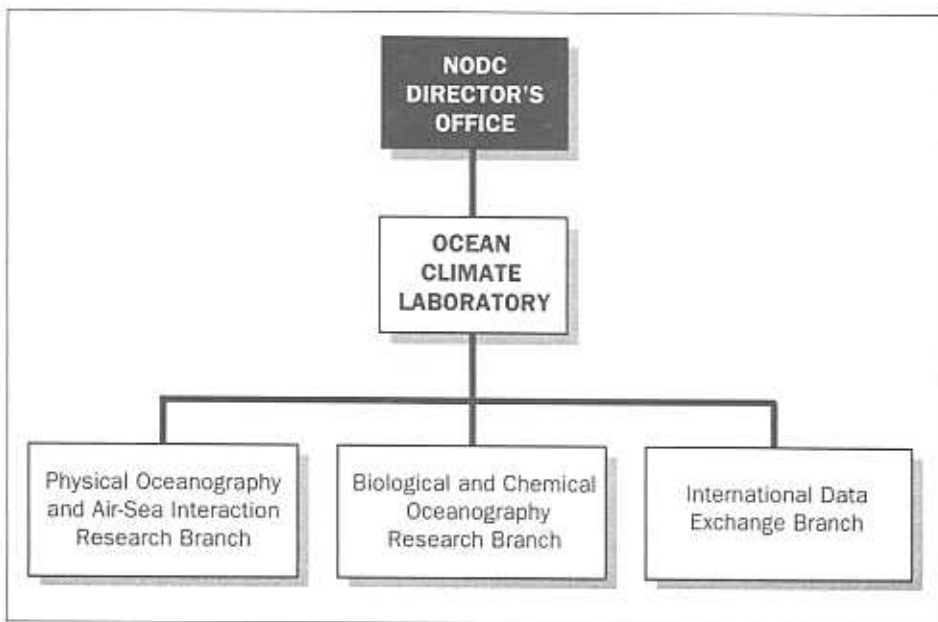 NODC
DIRECTOR'S
OFFICE
OCEAN
CLIMATE
LABORATORY
Physical Oceanography
and Air-Sea Interaction
Research Branch
Biological and Chemical
Oceanography
Research Branch
International Data
Exchange Branch